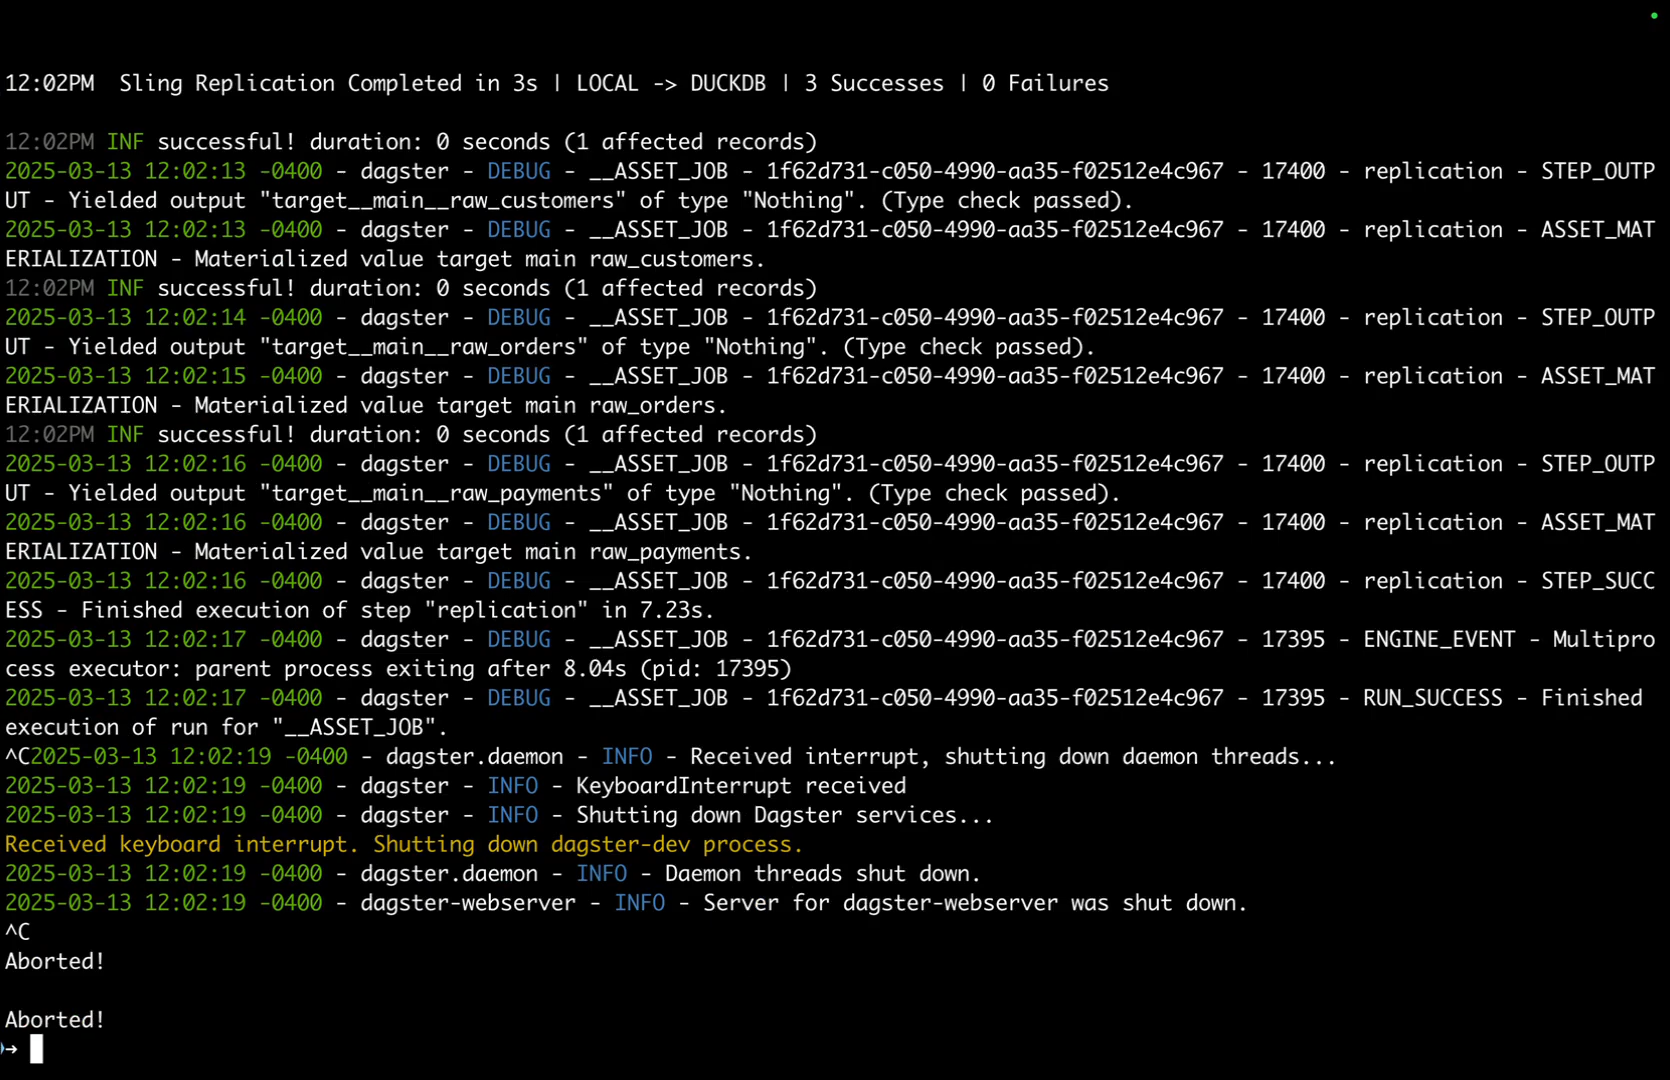 12:02PM  Sling Replication Completed in 3s | LOCAL -> DUCKDB | 3 Successes | 0 Failures
12:02PM INF successful! duration: 0 seconds (1 affected records)
2025-03-13 12:02:13 -0400 - dagster - DEBUG - __ASSET_JOB - 1f62d731-c050-4990-aa35-f02512e4c967 - 17400 - replication - STEP_OUTP
UT - Yielded output "target__main__raw_customers" of type "Nothing". (Type check passed).
2025-03-13 12:02:13 -0400 - dagster - DEBUG - __ASSET_JOB - 1f62d731-c050-4990-aa35-f02512e4c967 - 17400 - replication - ASSET_MAT
ERIALIZATION - Materialized value target main raw_customers.
12:02PM INF successful! duration: 0 seconds (1 affected records)
2025-03-13 12:02:14 -0400 - dagster - DEBUG - __ASSET_JOB - 1f62d731-c050-4990-aa35-f02512e4c967 - 17400 - replication - STEP_OUTP
UT - Yielded output "target__main__raw_orders" of type "Nothing". (Type check passed).
2025-03-13 12:02:15 -0400 - dagster - DEBUG - __ASSET_JOB - 1f62d731-c050-4990-aa35-f02512e4c967 - 17400 - replication - ASSET_MAT
ERIALIZATION - Materialized value target main raw_orders.
12:02PM INF successful! duration: 0 seconds (1 affected records)
2025-03-13 12:02:16 -0400 - dagster - DEBUG - __ASSET_JOB - 1f62d731-c050-4990-aa35-f02512e4c967 - 17400 - replication - STEP_OUTP
UT - Yielded output "target__main__raw_payments" of type "Nothing". (Type check passed).
2025-03-13 12:02:16 -0400 - dagster - DEBUG - __ASSET_JOB - 1f62d731-c050-4990-aa35-f02512e4c967 - 17400 - replication - ASSET_MAT
ERIALIZATION - Materialized value target main raw_payments.
2025-03-13 12:02:16 -0400 - dagster - DEBUG - __ASSET_JOB - 1f62d731-c050-4990-aa35-f02512e4c967 - 17400 - replication - STEP_SUCC
ESS - Finished execution of step "replication" in 7.23s.
2025-03-13 12:02:17 -0400 - dagster - DEBUG - __ASSET_JOB - 1f62d731-c050-4990-aa35-f02512e4c967 - 17395 - ENGINE_EVENT - Multipro
cess executor: parent process exiting after 8.04s (pid: 17395)
2025-03-13 12:02:17 -0400 - dagster - DEBUG - __ASSET_JOB - 1f62d731-c050-4990-aa35-f02512e4c967 - 17395 - RUN_SUCCESS - Finished
execution of run for "__ASSET_JOB".
^C2025-03-13 12:02:19 -0400 - dagster.daemon - INFO - Received interrupt, shutting down daemon threads...
2025-03-13 12:02:19 -0400 - dagster - INFO - KeyboardInterrupt received
2025-03-13 12:02:19 -0400 - dagster - INFO - Shutting down Dagster services...
Received keyboard interrupt. Shutting down dagster-dev process.
2025-03-13 12:02:19 -0400 - dagster.daemon - INFO - Daemon threads shut down.
2025-03-13 12:02:19 -0400 - dagster-webserver - INFO - Server for dagster-webserver was shut down.
^C
Aborted!
Aborted!
→